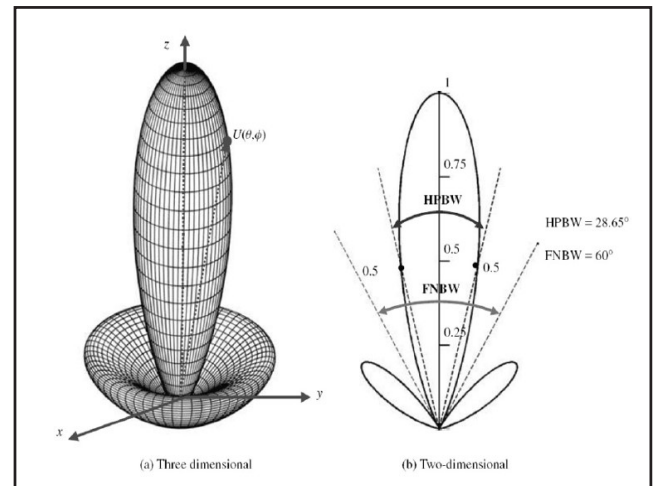 z
U(θ,ϕ)
y
x
(a) Three dimensional
1
0.75
HPBW
HPBW = 28.65°
0.5
0.5
0.5
FNBW = 60°
FNBW
0.25
(b) Two-dimensional